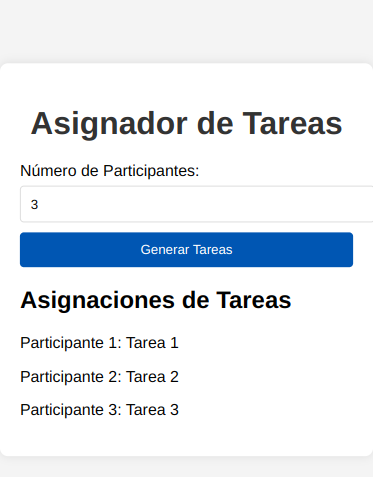 Asignador de Tareas
Número de Participantes:
3
Generar Tareas
Asignaciones de Tareas
Participante 1: Tarea 1
Participante 2: Tarea 2
Participante 3: Tarea 3